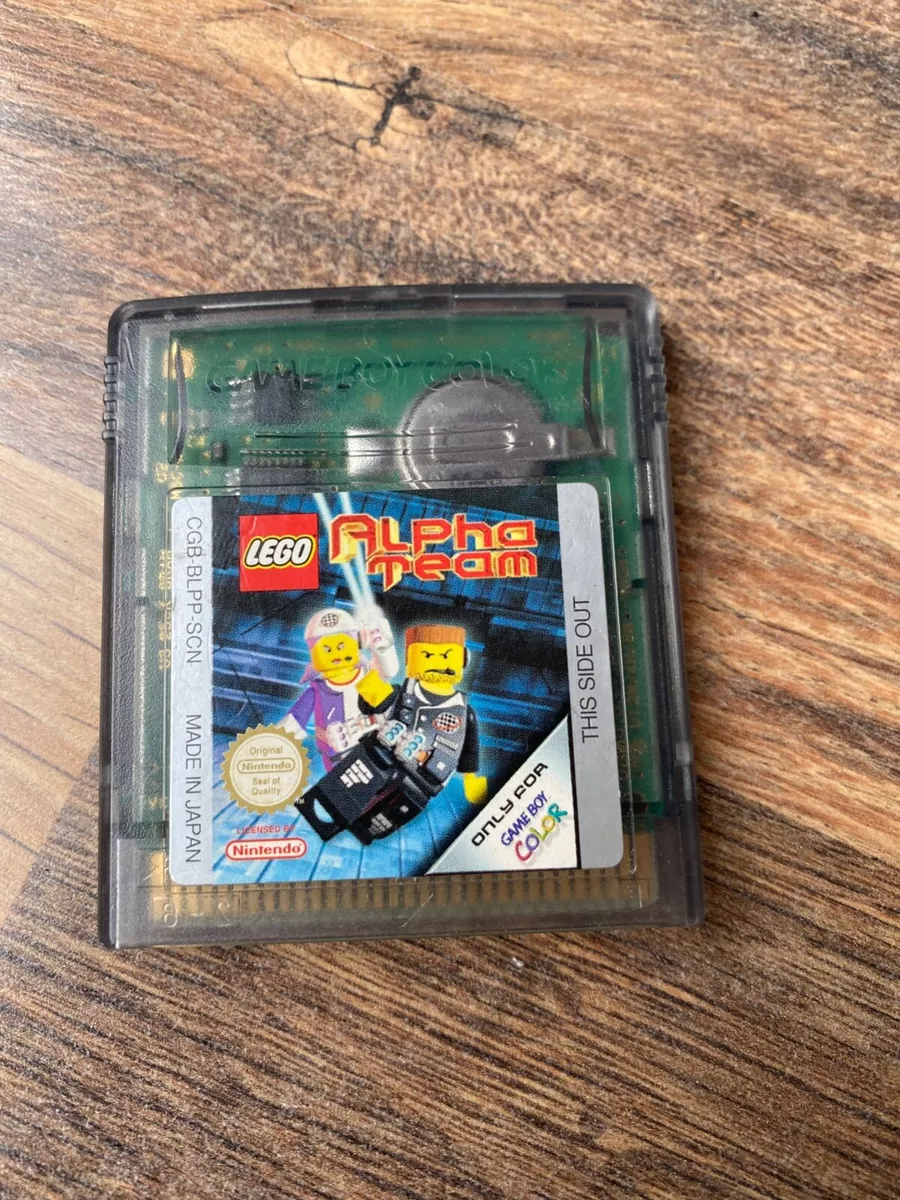 GAME BOY COLOR
LEGO
ALPha
Team
CGB-BLPP-SCN
MADE IN JAPAN
THIS SIDE OUT
Original
Nintendo
Seal of
Quality
TM
LICENSED BY
Nintendo
ONLY FOR
GAME BOY
COLOR